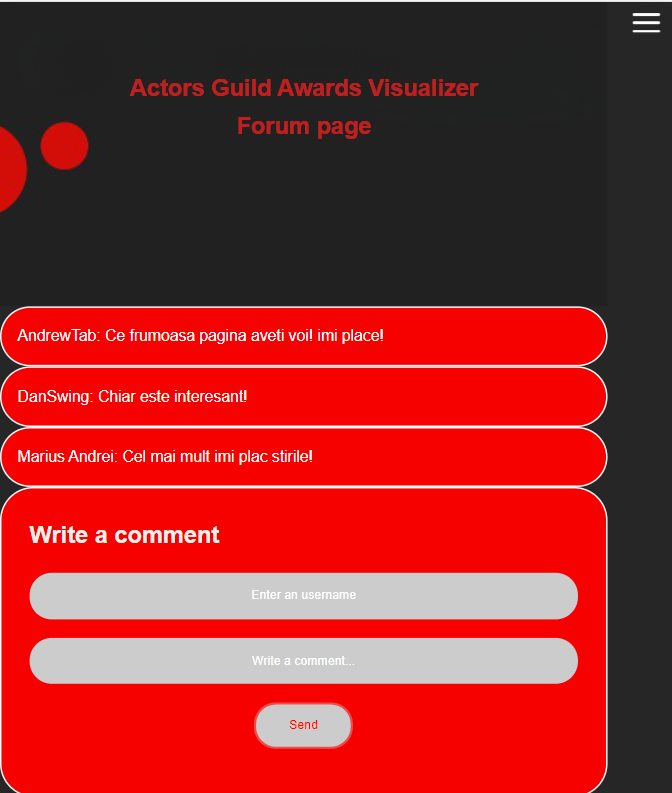 Actors Guild Awards Visualizer
Forum page
AndrewTab: Ce frumoasa pagina aveti voi! imi place!
DanSwing: Chiar este interesant!
Marius Andrei: Cel mai mult imi plac stirile!
Write a comment
Enter an username
Write a comment...
Send